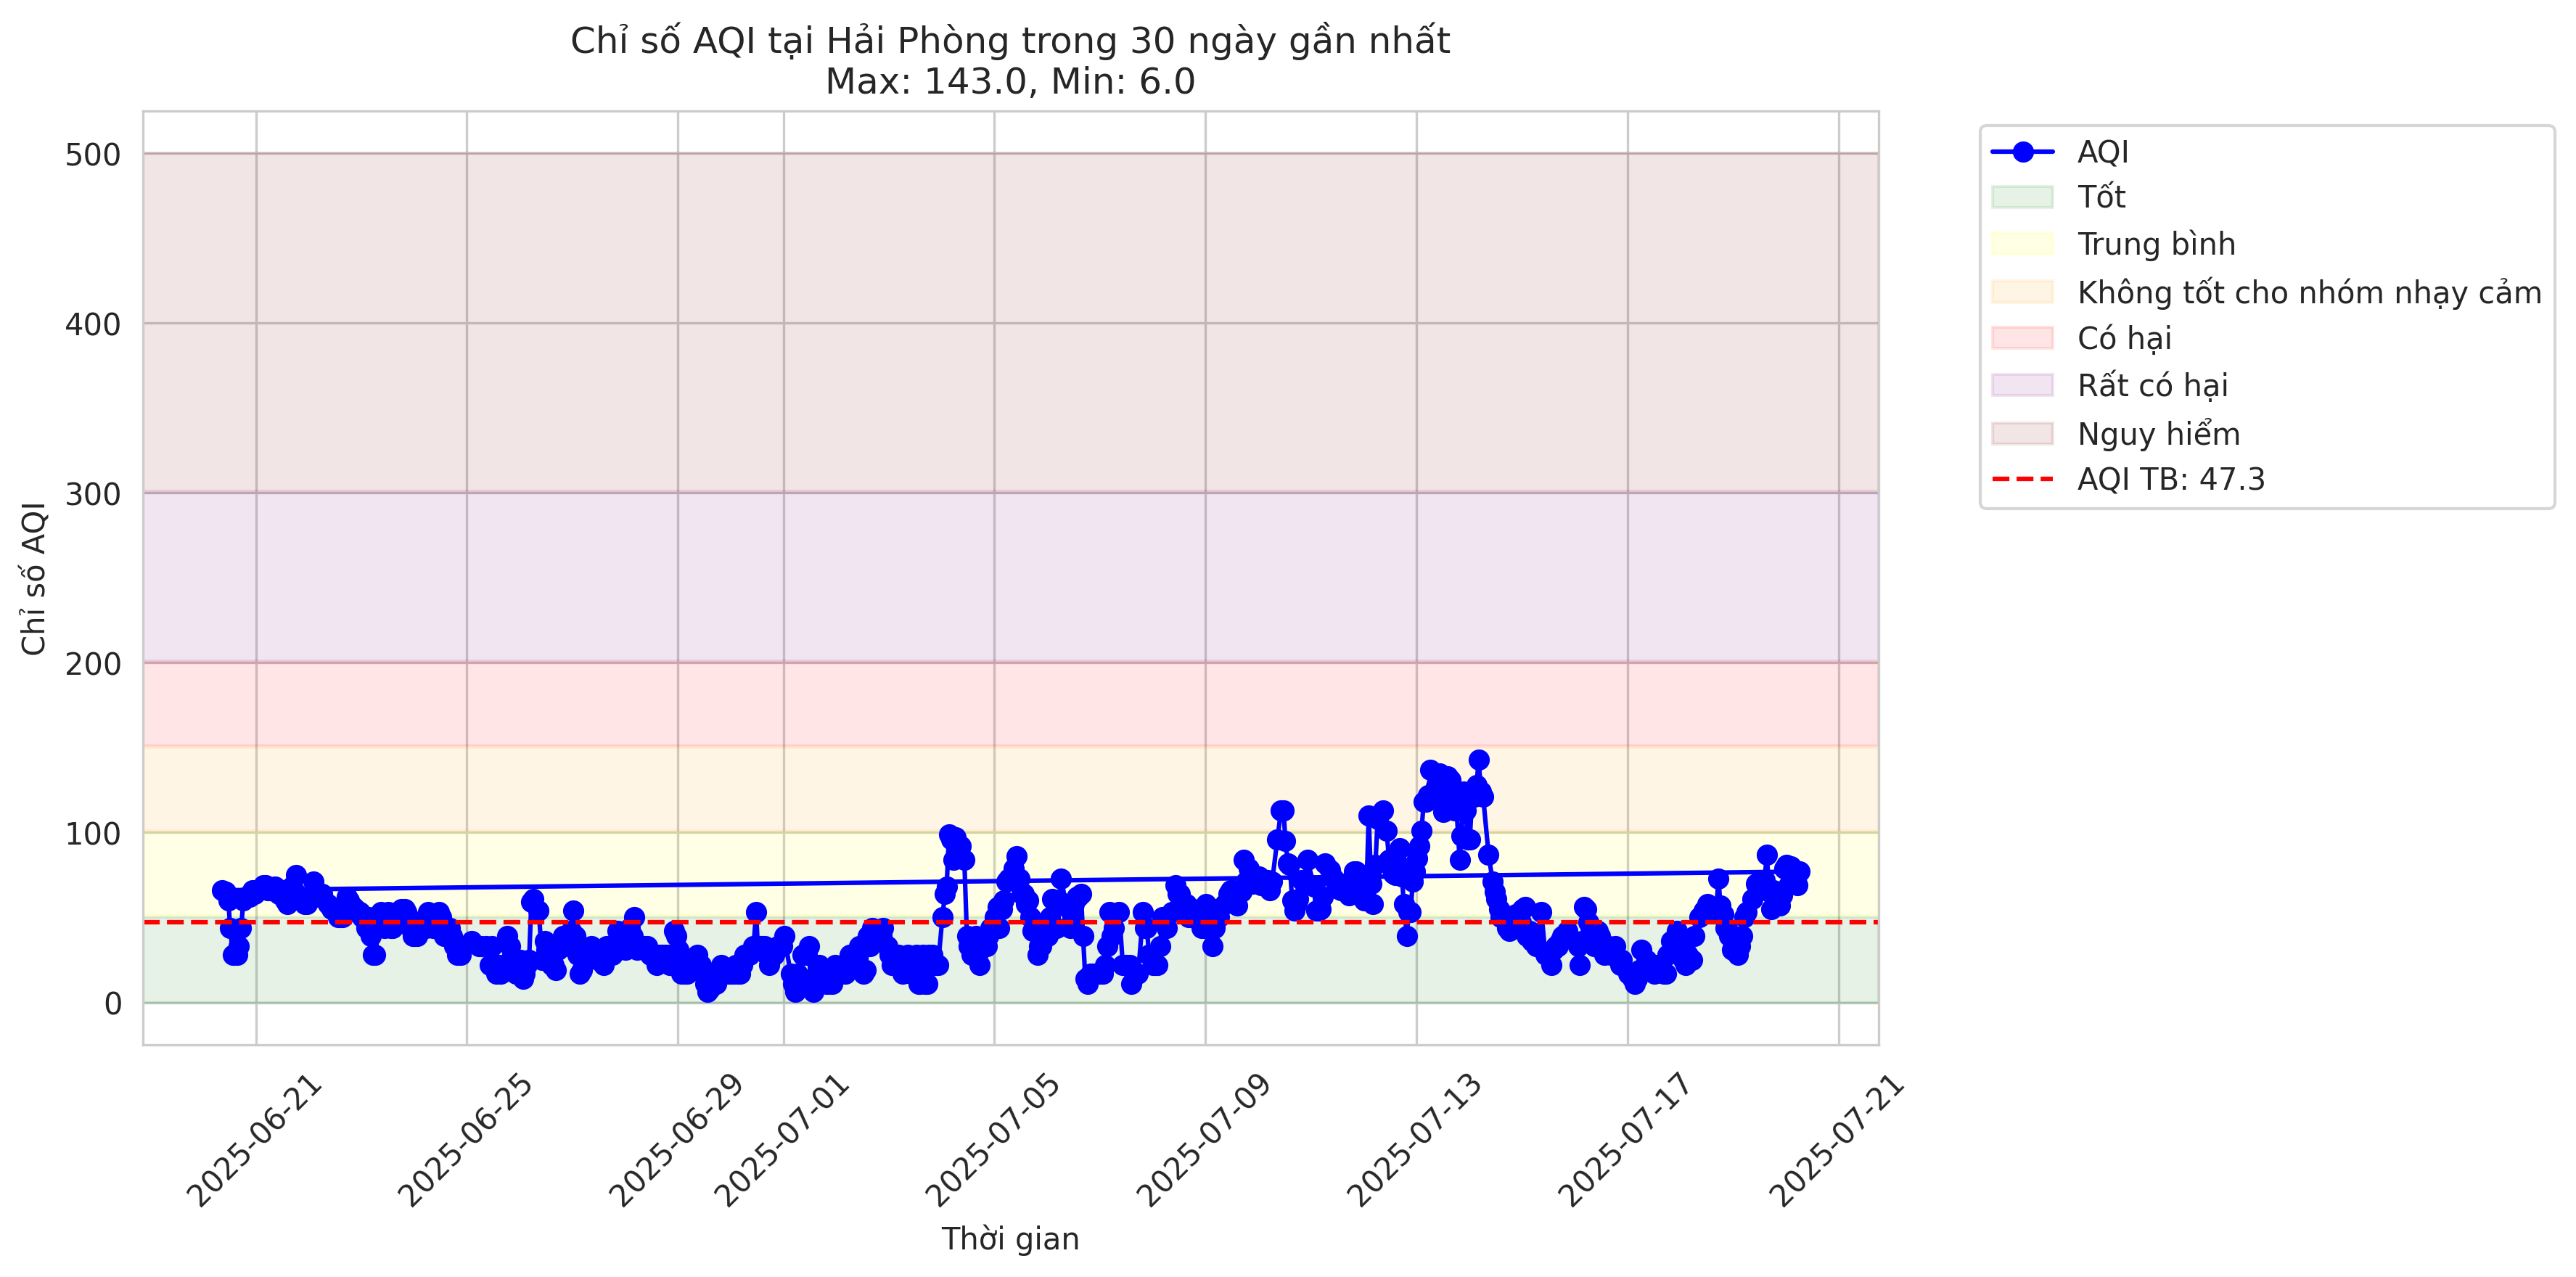 Chỉ số AQI tại Hải Phòng trong 30 ngày gần nhất
Max: 143.0, Min: 6.0
Chỉ số AQI
500
400
300
200
100
0
2025-06-21
2025-06-25
2025-06-29
2025-07-01
2025-07-05
2025-07-09
2025-07-13
2025-07-17
2025-07-21
Thời gian
AQI
Tốt
Trung bình
Không tốt cho nhóm nhạy cảm
Có hại
Rất có hại
Nguy hiểm
AQI TB: 47.3